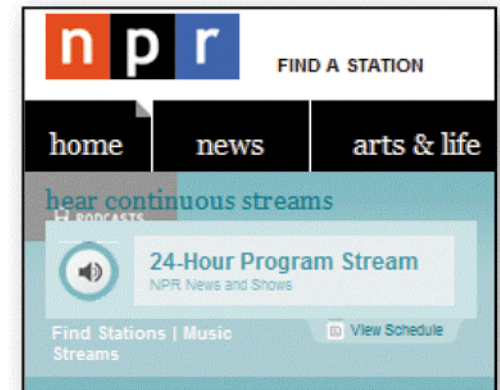 npr
FIND A STATION
home news arts & life
hear continuous streams
PODCASTS
24-Hour Program Stream
NPR News and Shows
Find Stations | Music
Streams
View Schedule